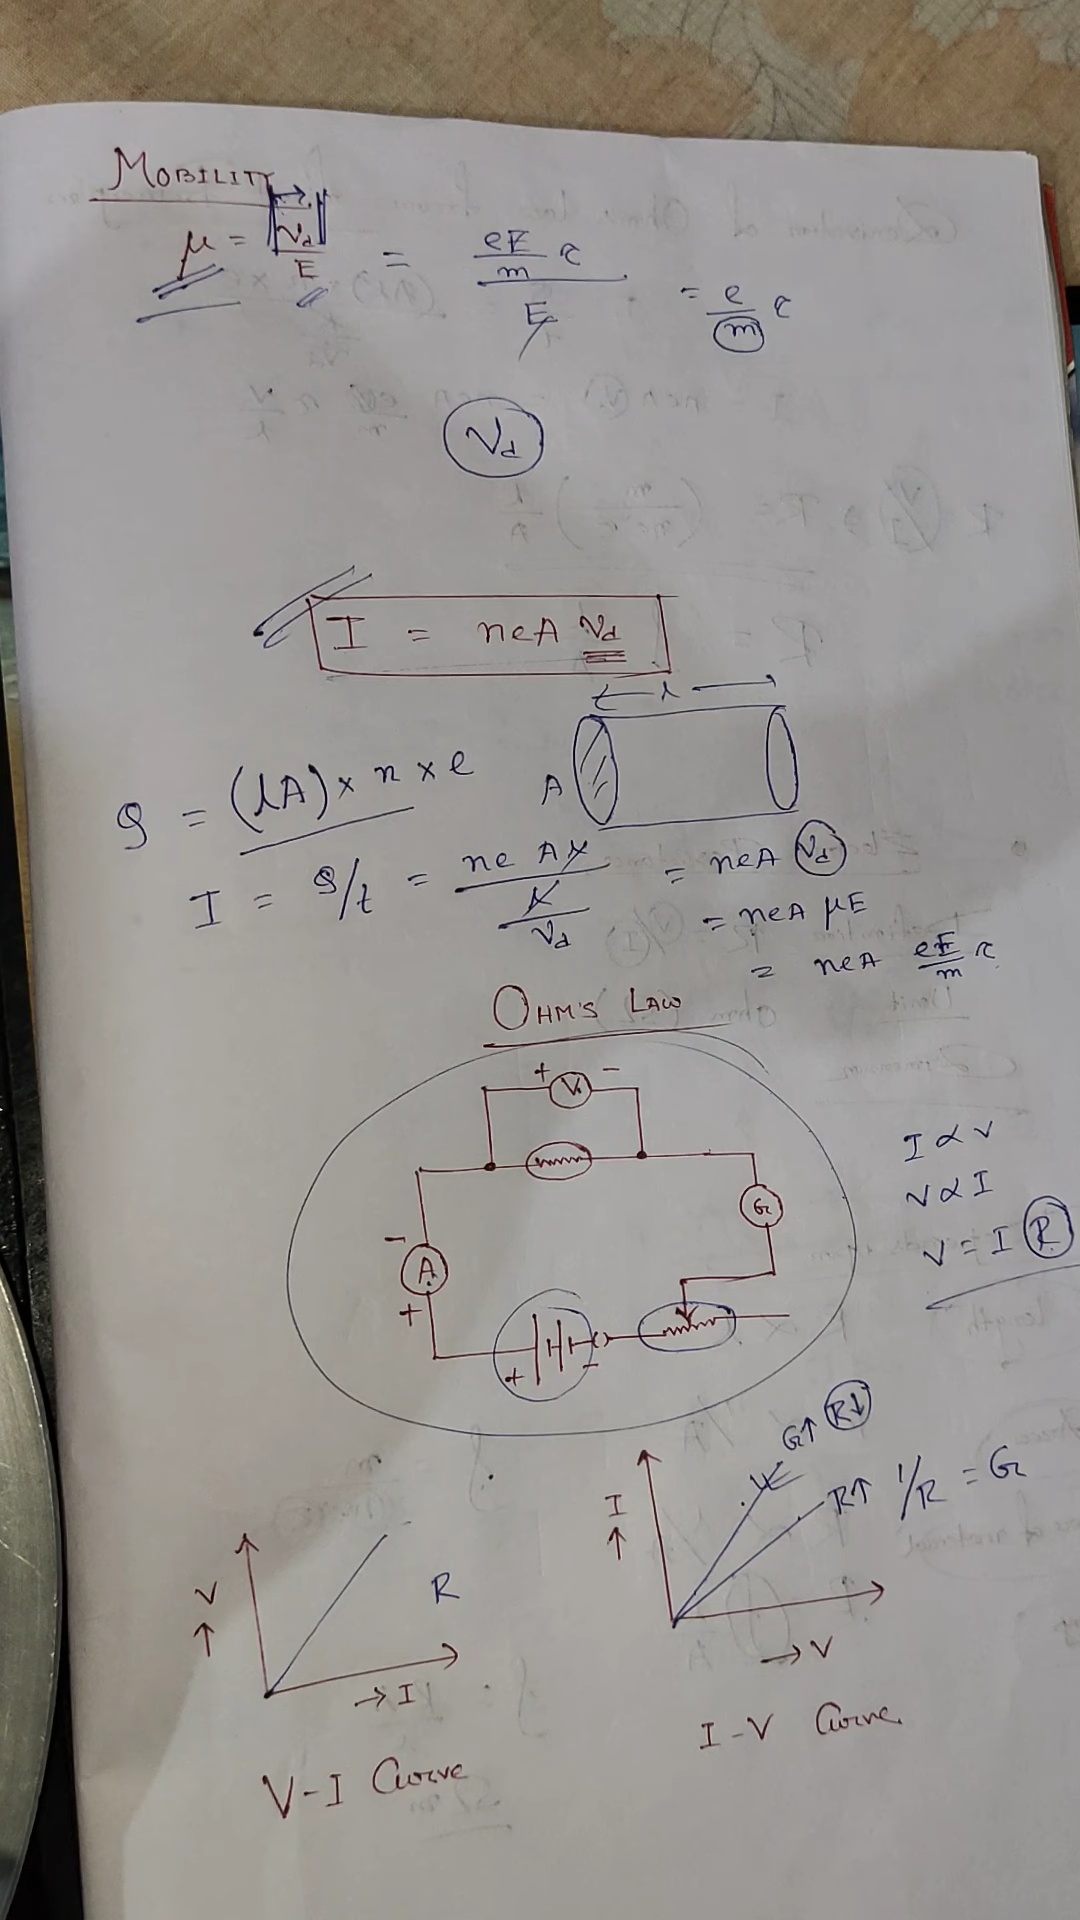 MOBILITY
μ = |v⃗d| / E = (eE/m τ) / E = e/m τ
Vd
I = neA Vd
l
A
Q = (lA) × n × e
I = Q/t = neAl / (l/Vd) = neA Vd
= neA μE
= neA eE/m τ
OHM'S LAW
+ V -
I ∝ V
V ∝ I
V = I R
G
- A +
+ -
G↑ R↓
R↑ 1/R = G
I ↑
V ↑
R
→ I
→ V
I-V Curve
V-I Curve